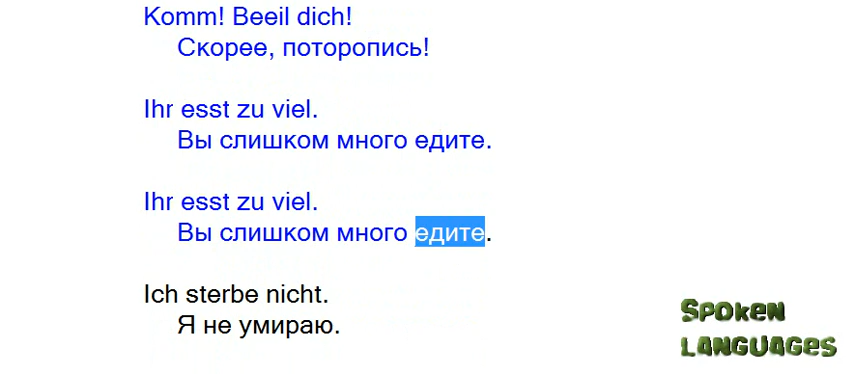 Komm! Beeil dich!
Скорее, поторопись!
Ihr esst zu viel.
Вы слишком много едите.
Ihr esst zu viel.
Вы слишком много едите.
Ich sterbe nicht.
Я не умираю.
SPOKEN
LANGUAGES